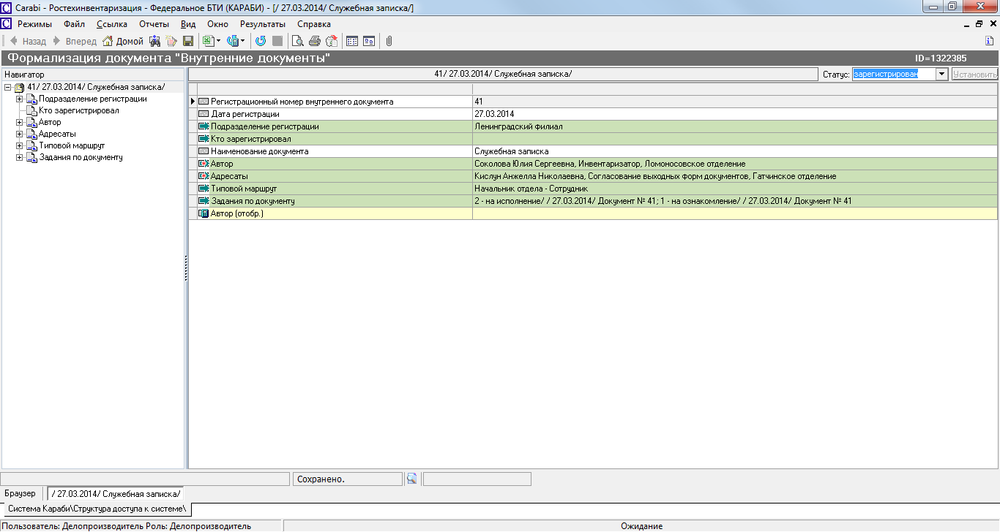 Carabi - Ростехинвентаризация - Федеральное БТИ (КАРАБИ) - [/ 27.03.2014/ Служебная записка/]
Режимы Файл Ссылка Отчеты Вид Окно Результаты Справка
Назад Вперед Домой
Формализация документа "Внутренние документы" ID=1322385
Навигатор
41/ 27.03.2014/ Служебная записка/
Подразделение регистрации
Кто зарегистрировал
Автор
Адресаты
Типовой маршрут
Задания по документу
41/ 27.03.2014/ Служебная записка/ Статус: зарегистрирован Установить
Регистрационный номер внутреннего документа 41
Дата регистрации 27.03.2014
Подразделение регистрации Ленинградский Филиал
Кто зарегистрировал
Наименование документа Служебная записка
Автор Соколова Юлия Сергеевна, Инвентаризатор, Ломоносовское отделение
Адресаты Кислун Анжелла Николаевна, Согласование выходных форм документов, Гатчинское отделение
Типовой маршрут Начальник отдела - Сотрудник
Задания по документу 2 - на исполнение/ / 27.03.2014/ Документ № 41; 1 - на ознакомление/ / 27.03.2014/ Документ № 41
Автор (отобр.)
Сохранено.
Браузер / 27.03.2014/ Служебная записка/
Система Караби\Структура доступа к системе\
Пользователь: Делопроизводитель Роль: Делопроизводитель Ожидание